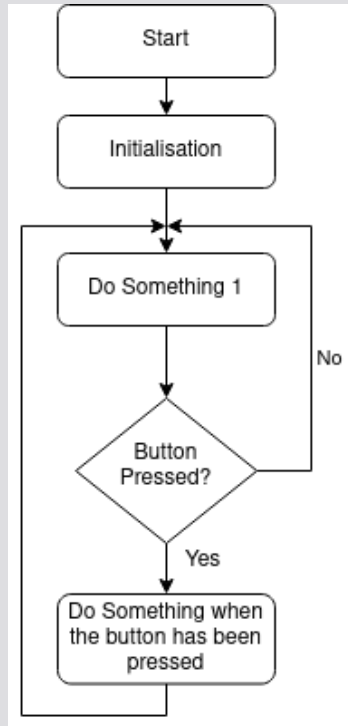 Start
Initialisation
Do Something 1
No
Button
Pressed?
Yes
Do Something when
the button has been
pressed